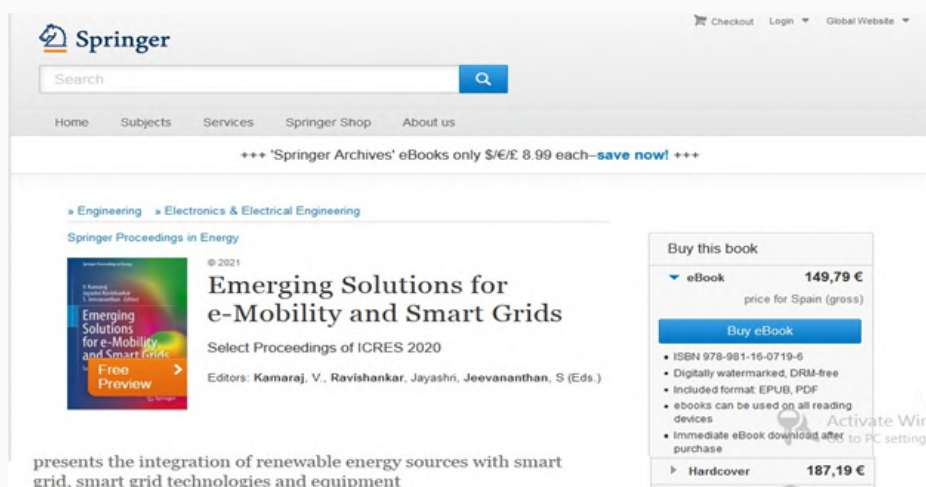 Checkout Login Global Website
Springer
Search
Home Subjects Services Springer Shop About us
+++ 'Springer Archives' eBooks only $/€/£ 8.99 each–save now! +++
» Engineering » Electronics & Electrical Engineering
Springer Proceedings in Energy
© 2021
Emerging Solutions for
e-Mobility and Smart Grids
Select Proceedings of ICRES 2020
Editors: Kamaraj, V., Ravishankar, Jayashri, Jeevananthan, S (Eds.)
Emerging
Solutions
for e-Mobility
and Smart Grids
Free
Preview
Springer
presents the integration of renewable energy sources with smart
grid, smart grid technologies and equipment
Buy this book
eBook 149,79 €
price for Spain (gross)
Buy eBook
• ISBN 978-981-16-0719-6
• Digitally watermarked, DRM-free
• Included format: EPUB, PDF
• ebooks can be used on all reading
devices
• Immediate eBook download after
purchase
Hardcover 187,19 €
Activate Win
to PC setting